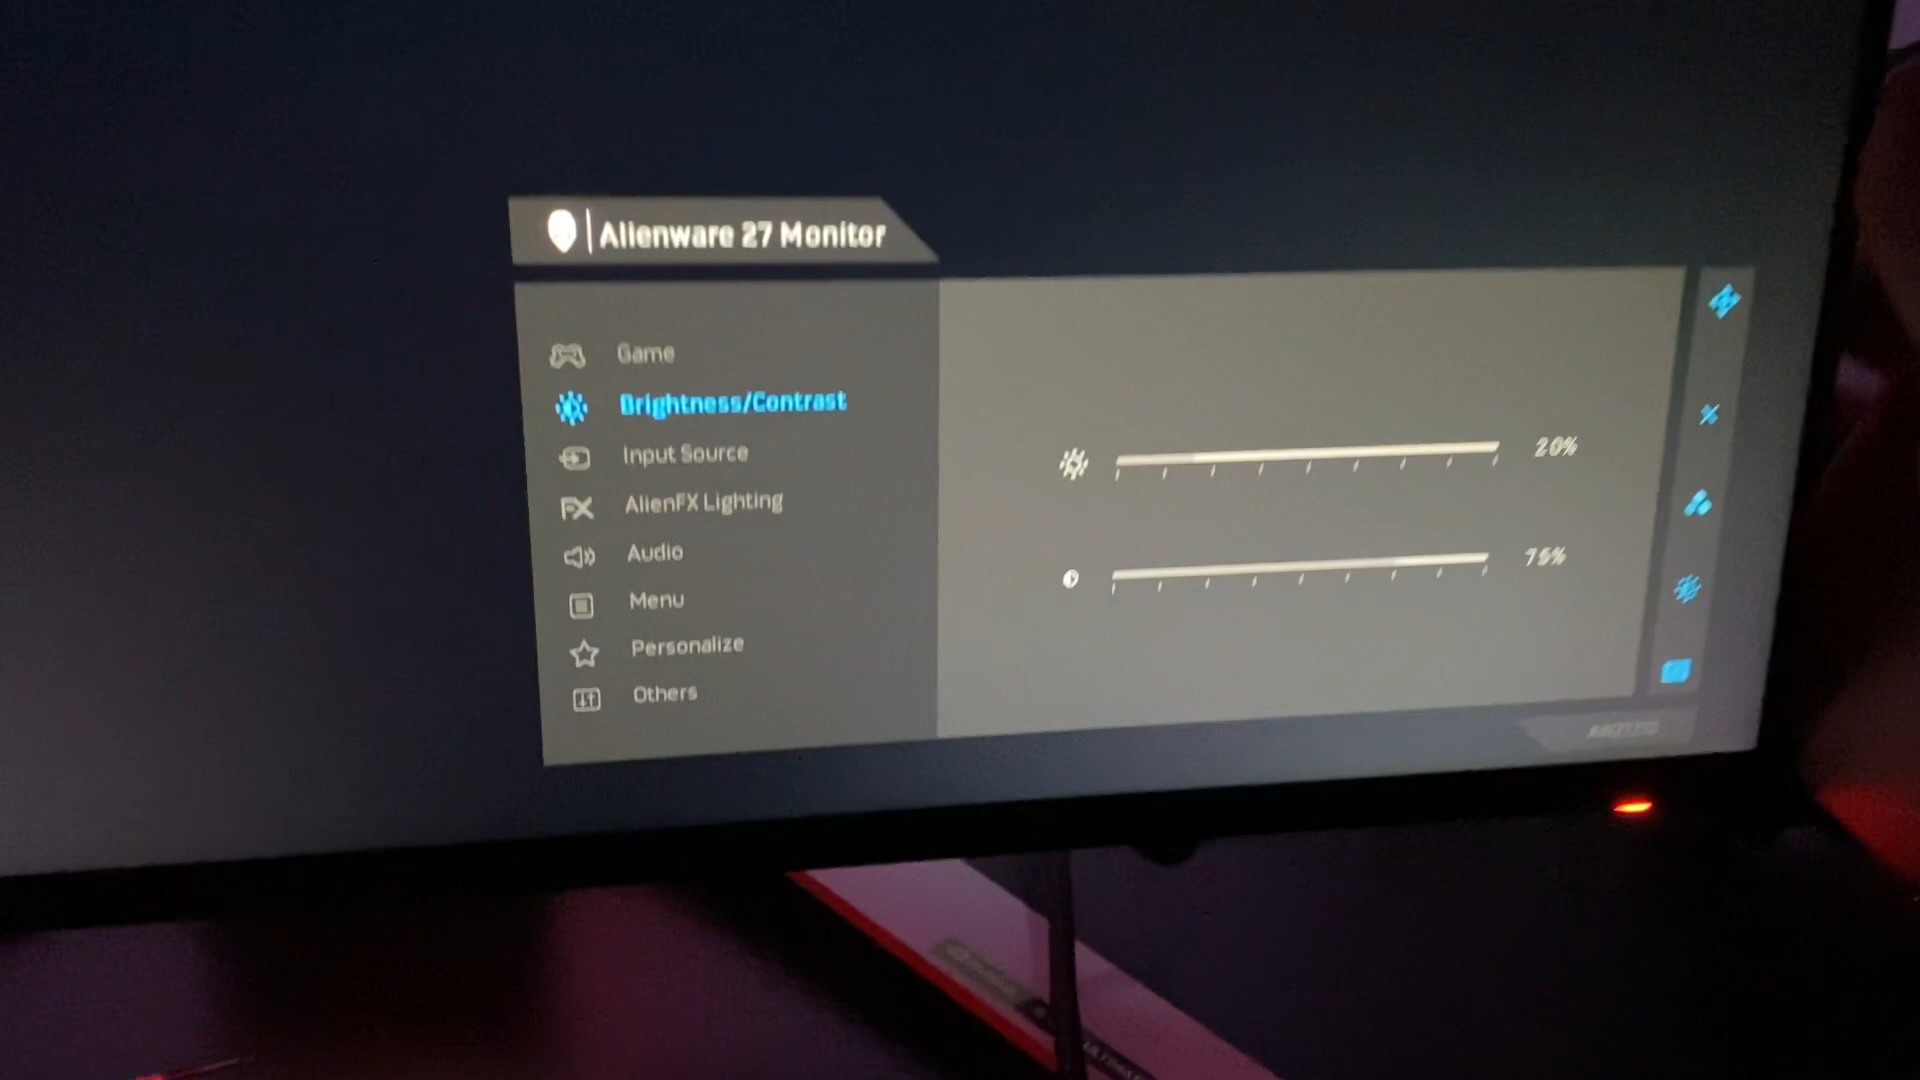 Alienware 27 Monitor
Game
Brightness/Contrast
Input Source
AlienFX Lighting
Audio
Menu
Personalize
Others
20%
75%